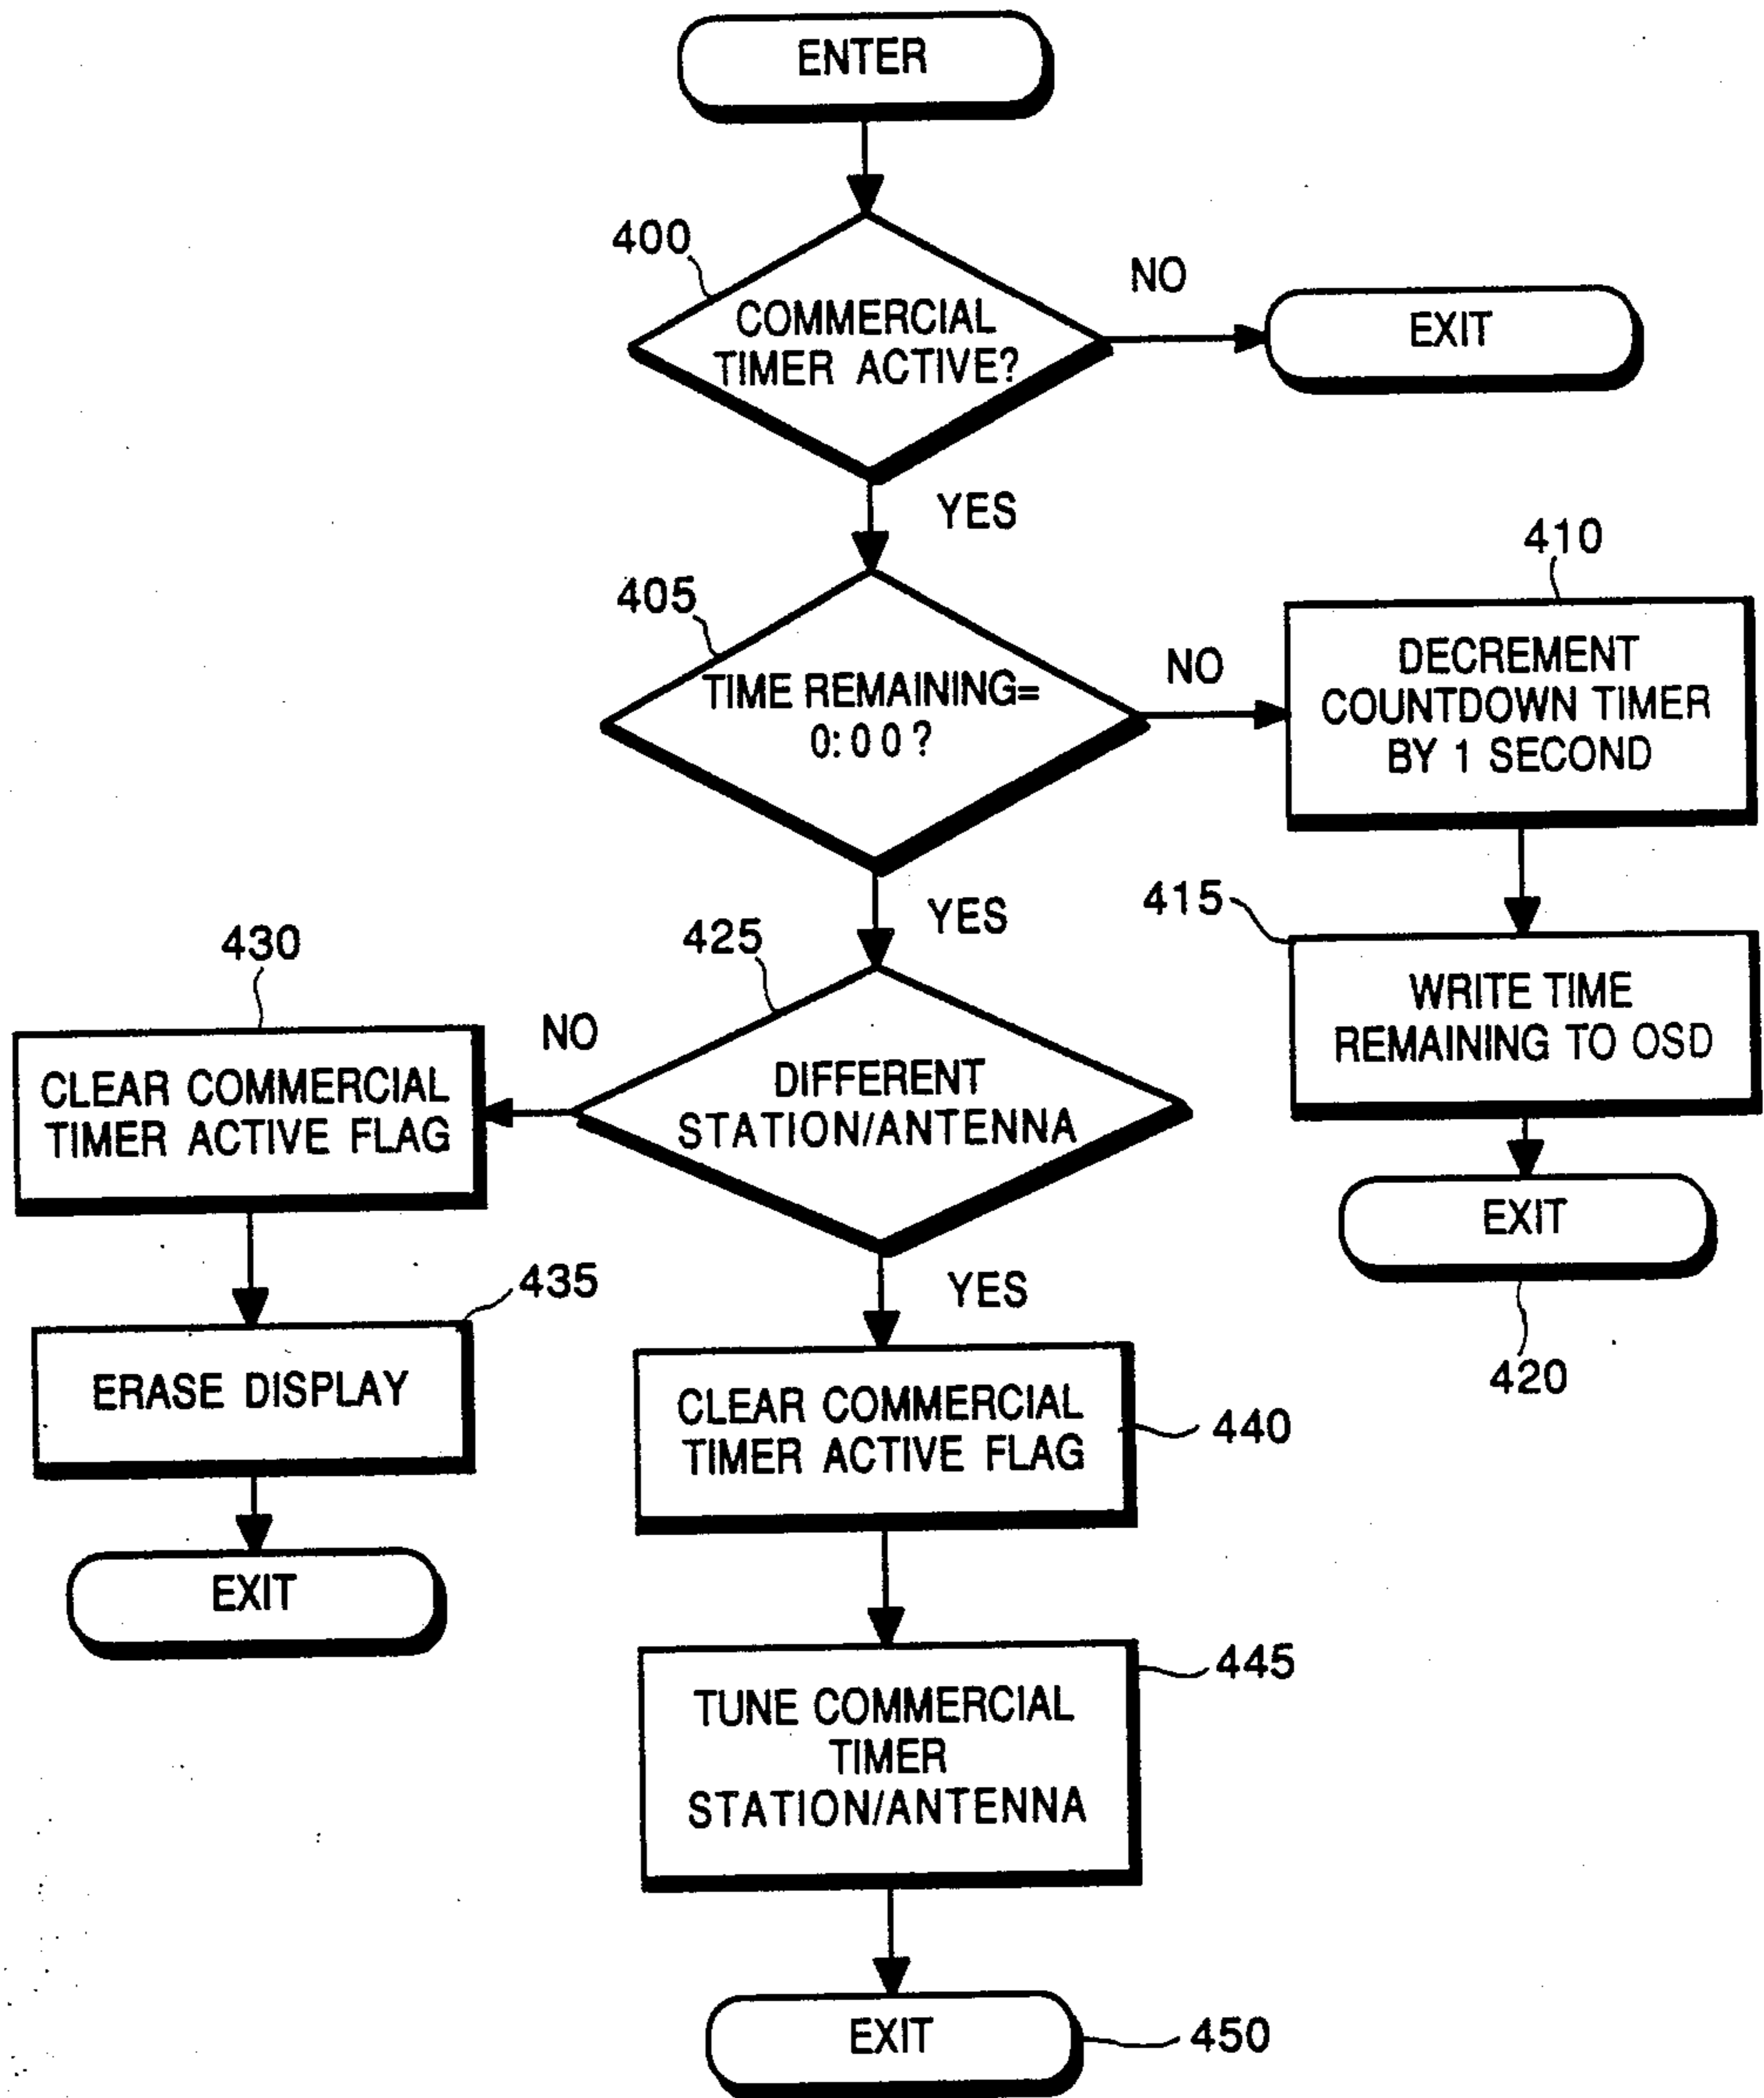 ENTER
400
COMMERCIAL
TIMER ACTIVE?
NO
EXIT
YES
405
TIME REMAINING=
0:00?
NO
410
DECREMENT
COUNTDOWN TIMER
BY 1 SECOND
415
WRITE TIME
REMAINING TO OSD
EXIT
420
YES
425
DIFFERENT
STATION/ANTENNA
NO
430
CLEAR COMMERCIAL
TIMER ACTIVE FLAG
435
ERASE DISPLAY
EXIT
YES
CLEAR COMMERCIAL
TIMER ACTIVE FLAG
440
TUNE COMMERCIAL
TIMER
STATION/ANTENNA
445
EXIT
450